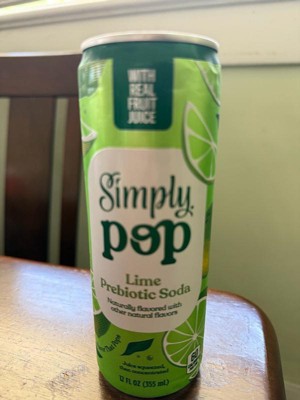 WITH
REAL
FRUIT
JUICE
Simply
pop
Lime
Prebiotic Soda
Naturally flavored with
other natural flavors
12 FL OZ (355 mL)